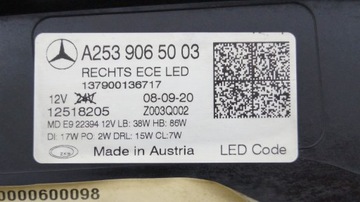 A253 906 50 03
RECHTS ECE LED
137900136717
12V 24V 08-09-20
12518205 Z003Q002
MD E9 22394 12V LB: 38W HB: 86W
DI: 17W PO: 2W DRL: 15W CL:7W
Made in Austria LED Code
0000600098